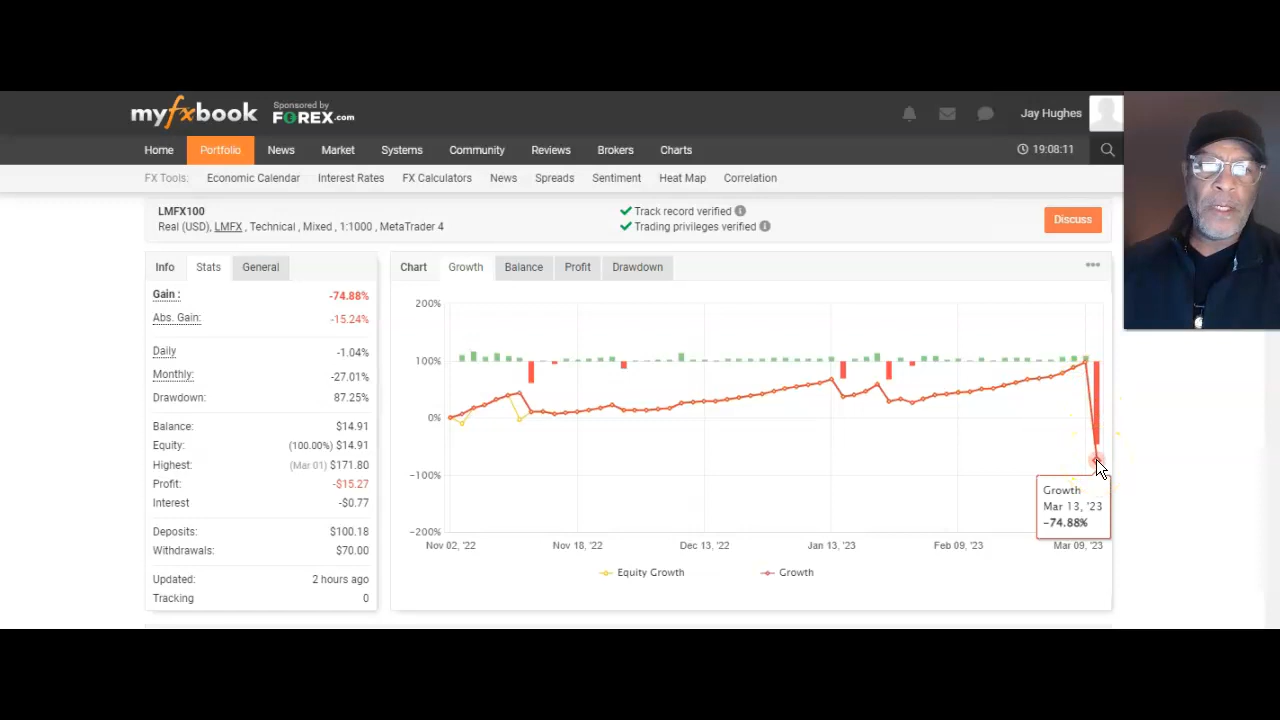 myfxbook Sponsored by FOREX.com
Jay Hughes
Home Portfolio News Market Systems Community Reviews Brokers Charts 19:08:11
FX Tools: Economic Calendar Interest Rates FX Calculators News Spreads Sentiment Heat Map Correlation
LMFX100
Real (USD), LMFX , Technical , Mixed , 1:1000 , MetaTrader 4
Track record verified
Trading privileges verified
Discuss
Info Stats General
Gain : -74.88%
Abs. Gain: -15.24%
Daily -1.04%
Monthly: -27.01%
Drawdown: 87.25%
Balance: $14.91
Equity: (100.00%) $14.91
Highest: (Mar 01) $171.80
Profit: -$15.27
Interest -$0.77
Deposits: $100.18
Withdrawals: $70.00
Updated: 2 hours ago
Tracking 0
Chart Growth Balance Profit Drawdown
200%
100%
0%
-100%
-200%
Growth
Mar 13, '23
-74.88%
Nov 02, '22 Nov 18, '22 Dec 13, '22 Jan 13, '23 Feb 09, '23 Mar 09, '23
Equity Growth Growth